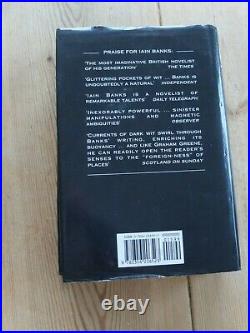 PRAISE FOR IAIN BANKS:
'THE MOST IMAGINATIVE BRITISH NOVELIST
OF HIS GENERATION' THE TIMES
'GLITTERING POCKETS OF WIT ... BANKS IS
UNDOUBTEDLY A NATURAL' INDEPENDENT
'IAIN BANKS IS A NOVELIST OF
REMARKABLE TALENTS' DAILY TELEGRAPH
'INEXORABLY POWERFUL ... SINISTER
MANIPULATIONS AND MAGNETIC
AMBIGUITIES' OBSERVER
'CURRENTS OF DARK WIT SWIRL THROUGH
BANKS' WRITING, ENRICHING ITS
BUOYANCY ... AND LIKE GRAHAM GREENE,
HE CAN READILY OPEN THE READER'S
SENSES TO THE "FOREIGN-NESS" OF
PLACES' SCOTLAND ON SUNDAY